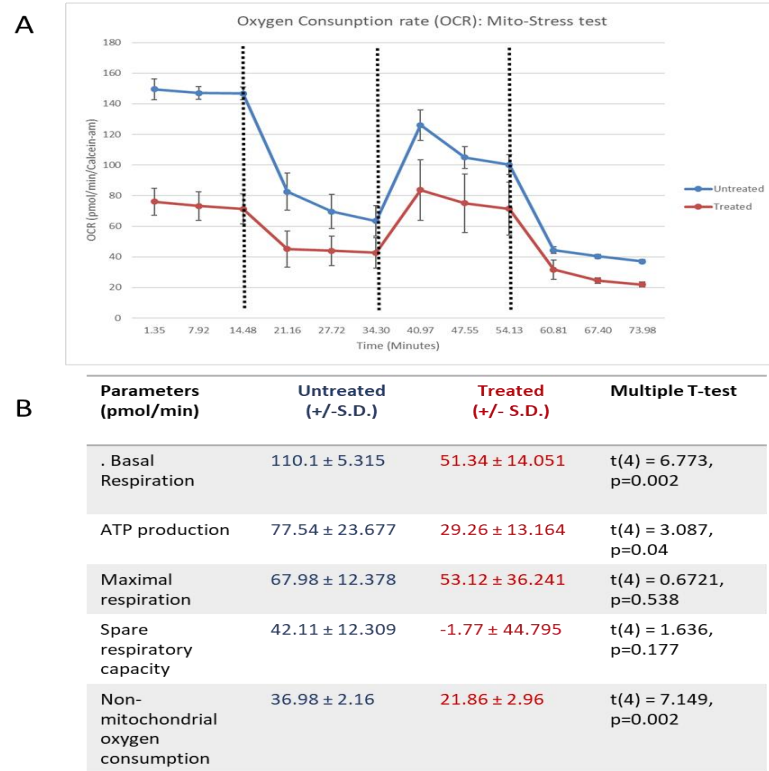 A
Oxygen Consunption rate (OCR): Mito-Stress test
180
160
140
120
100
80
60
40
20
0
OCR (pmol/min/Calcein-am)
1.35 7.92 14.48 21.16 27.72 34.30 40.97 47.55 54.13 60.81 67.40 73.98
Time (Minutes)
Untreated
Treated
B
Parameters Untreated Treated Multiple T-test
(pmol/min) (+/-S.D.) (+/- S.D.)
. Basal 110.1 ± 5.315 51.34 ± 14.051 t(4) = 6.773,
Respiration p=0.002
ATP production 77.54 ± 23.677 29.26 ± 13.164 t(4) = 3.087,
p=0.04
Maximal 67.98 ± 12.378 53.12 ± 36.241 t(4) = 0.6721,
respiration p=0.538
Spare 42.11 ± 12.309 -1.77 ± 44.795 t(4) = 1.636,
respiratory p=0.177
capacity
Non- 36.98 ± 2.16 21.86 ± 2.96 t(4) = 7.149,
mitochondrial p=0.002
oxygen
consumption